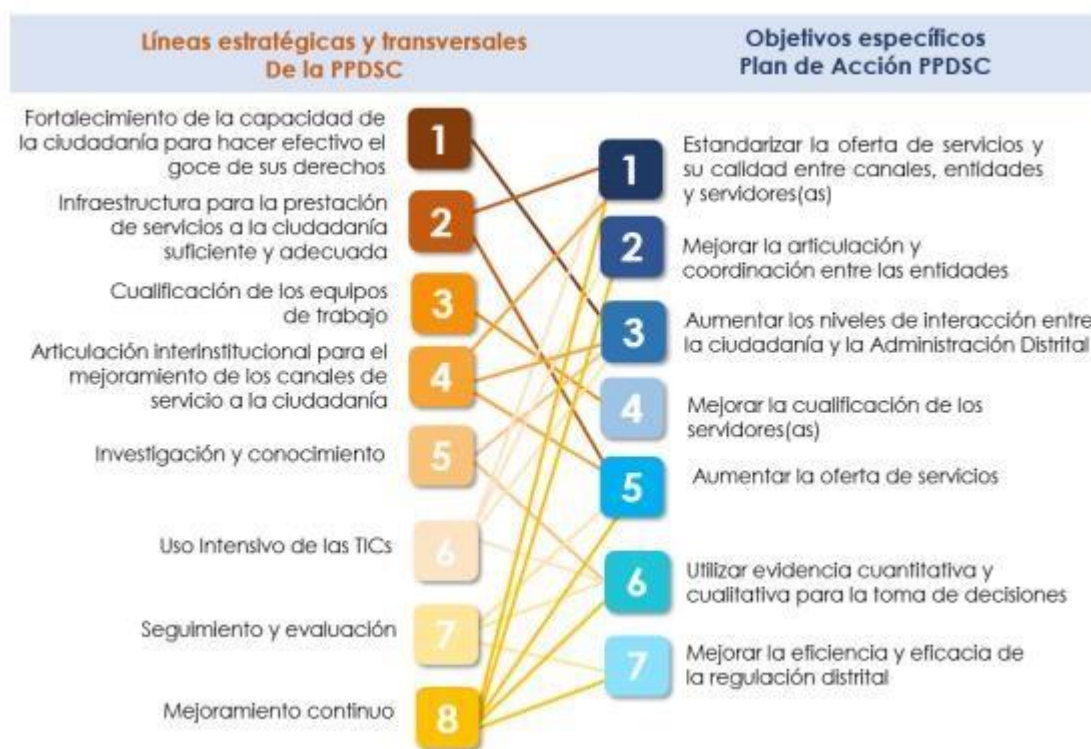 Líneas estratégicas y transversales
De la PPDSC
Objetivos específicos
Plan de Acción PPDSC
Fortalecimiento de la capacidad de
la ciudadanía para hacer efectivo el
goce de sus derechos
1
Infraestructura para la prestación
de servicios a la ciudadanía
suficiente y adecuada
2
Cualificación de los equipos
de trabajo
3
Articulación interinstitucional para el
mejoramiento de los canales de
servicio a la ciudadanía
4
Investigación y conocimiento
5
Uso Intensivo de las TICs
6
Seguimiento y evaluación
7
Mejoramiento continuo
8
1
Estandarizar la oferta de servicios y
su calidad entre canales, entidades
y servidores(as)
2
Mejorar la articulación y
coordinación entre las entidades
3
Aumentar los niveles de interacción entre
la ciudadanía y la Administración Distrital
4
Mejorar la cualificación de los
servidores(as)
5
Aumentar la oferta de servicios
6
Utilizar evidencia cuantitativa y
cualitativa para la toma de decisiones
7
Mejorar la eficiencia y eficacia de
la regulación distrital